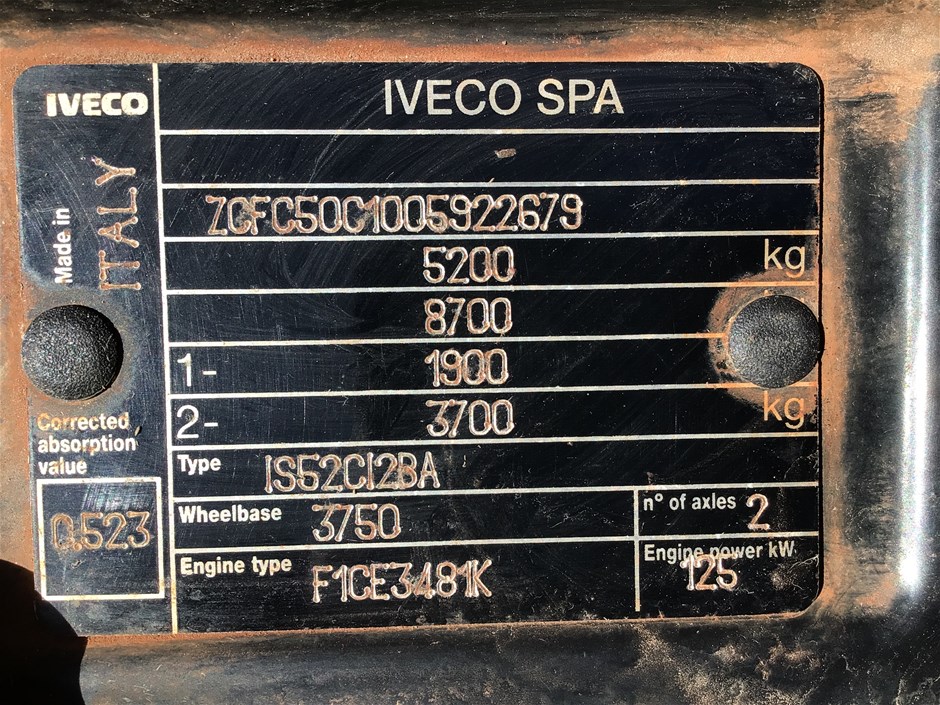 IVECO
IVECO SPA
-
Made in ITALY
ZCFC50C1005922679
5200 kg
8700
1- 1900
2- 3700 kg
Corrected
absorption
value
0.523
Type IS52CI2BA
Wheelbase 3750
n° of axles 2
Engine type F1CE3481K
Engine power kW
125